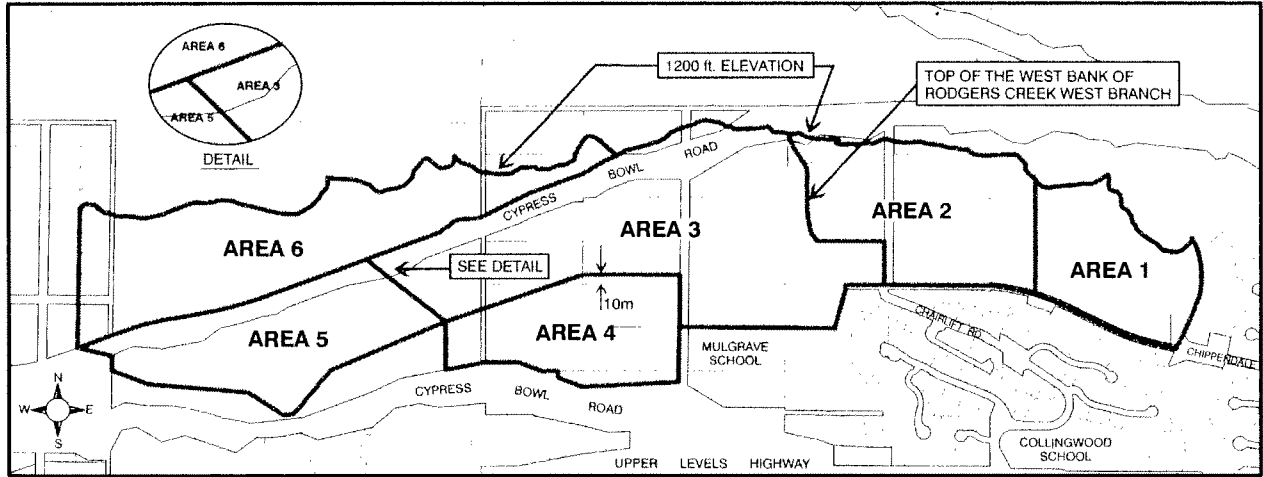 AREA 6
AREA 3
AREA 5
DETAIL
1200 ft. ELEVATION
TOP OF THE WEST BANK OF
RODGERS CREEK WEST BRANCH
CYPRESS BOWL ROAD
AREA 6
AREA 3
AREA 2
AREA 1
SEE DETAIL
10m
AREA 5
AREA 4
MULGRAVE
SCHOOL
CHAIRLIFT RD.
CHIPPERDALE
N
W E
S
CYPRESS BOWL ROAD
COLLINGWOOD
SCHOOL
UPPER LEVELS HIGHWAY